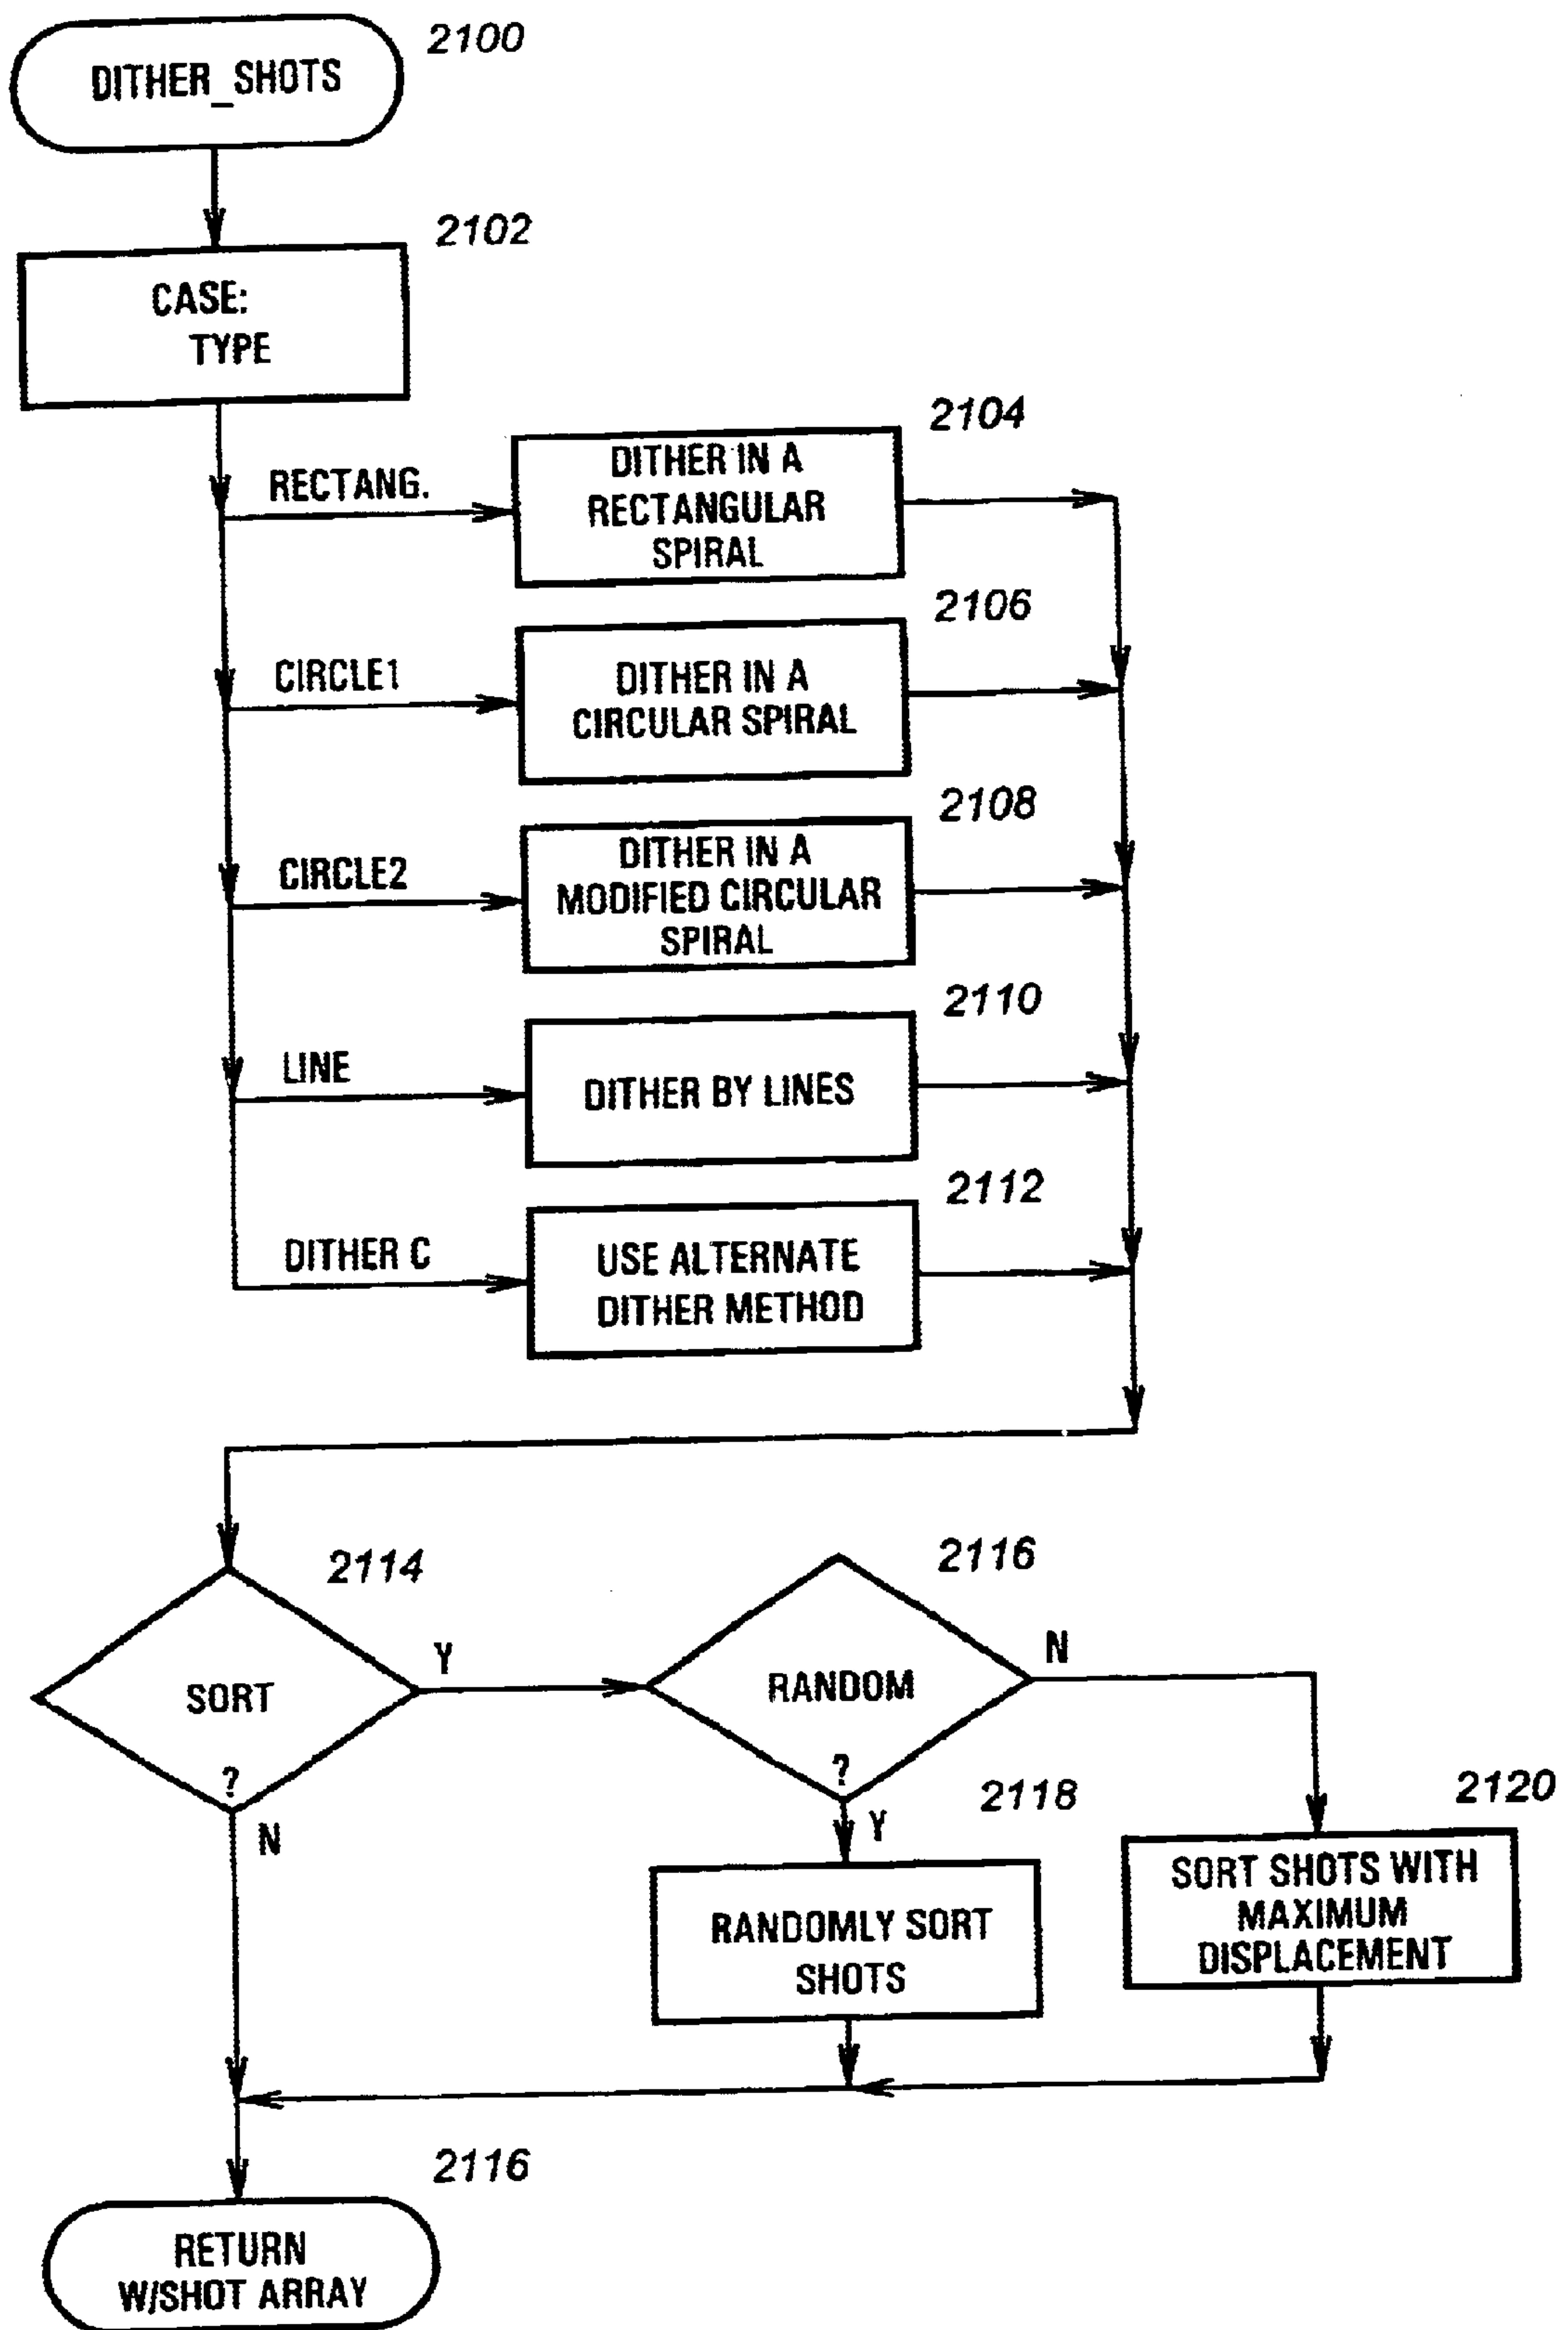 2100
DITHER_SHOTS
2102
CASE:
TYPE
2104
RECTANG.
DITHER IN A
RECTANGULAR
SPIRAL
2106
CIRCLE1
DITHER IN A
CIRCULAR SPIRAL
2108
CIRCLE2
DITHER IN A
MODIFIED CIRCULAR
SPIRAL
2110
LINE
DITHER BY LINES
2112
DITHER C
USE ALTERNATE
DITHER METHOD
2114
SORT
?
Y
N
2116
RANDOM
?
N
Y
2118
RANDOMLY SORT
SHOTS
2120
SORT SHOTS WITH
MAXIMUM
DISPLACEMENT
2116
RETURN
W/SHOT ARRAY